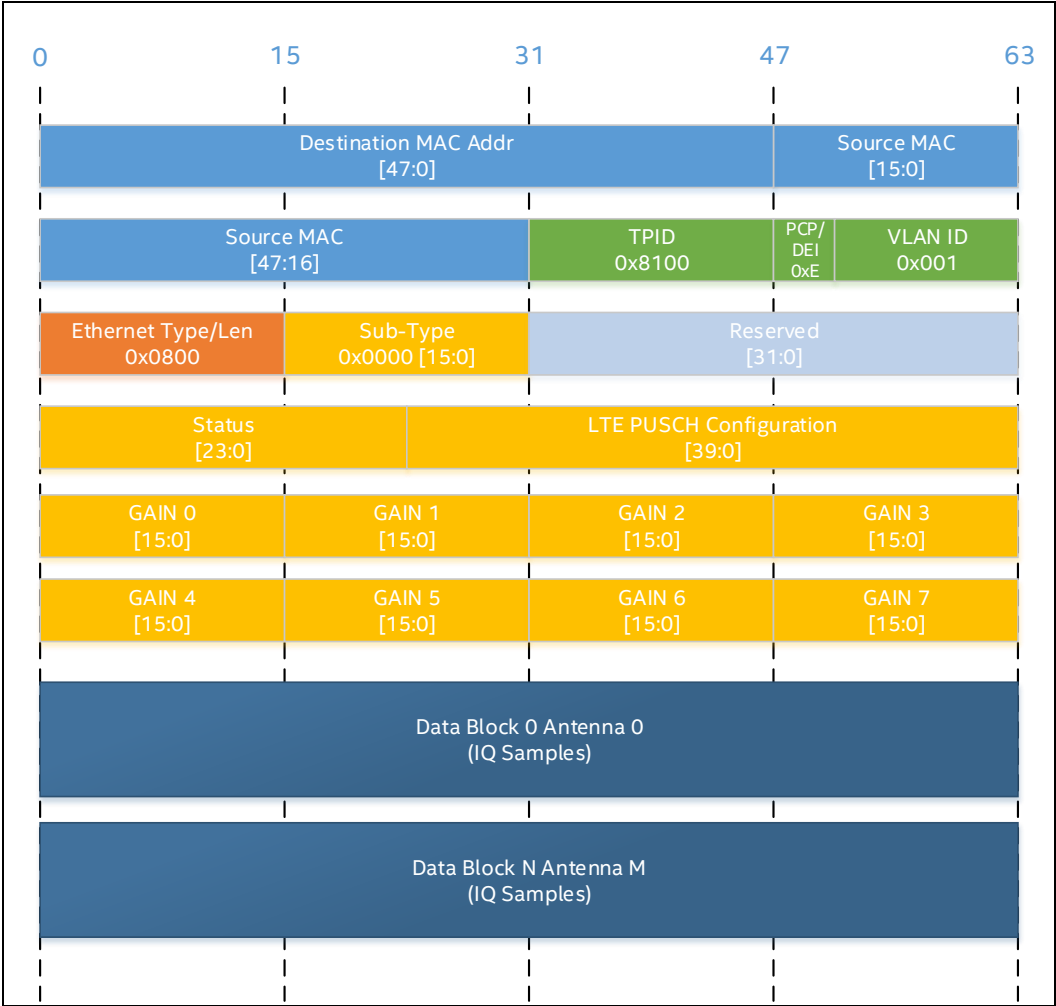 0 15 31 47 63
Destination MAC Addr
[47:0]
Source MAC
[15:0]
Source MAC
[47:16]
TPID
0x8100
PCP/
DEI
0xE
VLAN ID
0x001
Ethernet Type/Len
0x0800
Sub-Type
0x0000 [15:0]
Reserved
[31:0]
Status
[23:0]
LTE PUSCH Configuration
[39:0]
GAIN 0
[15:0]
GAIN 1
[15:0]
GAIN 2
[15:0]
GAIN 3
[15:0]
GAIN 4
[15:0]
GAIN 5
[15:0]
GAIN 6
[15:0]
GAIN 7
[15:0]
Data Block 0 Antenna 0
(IQ Samples)
Data Block N Antenna M
(IQ Samples)